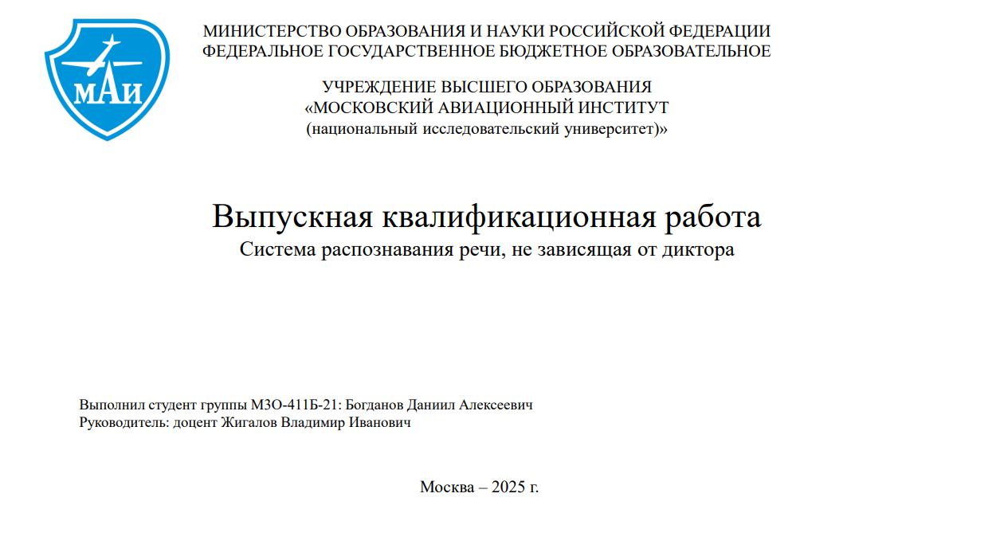 МАИ
МИНИСТЕРСТВО ОБРАЗОВАНИЯ И НАУКИ РОССИЙСКОЙ ФЕДЕРАЦИИ
ФЕДЕРАЛЬНОЕ ГОСУДАРСТВЕННОЕ БЮДЖЕТНОЕ ОБРАЗОВАТЕЛЬНОЕ
УЧРЕЖДЕНИЕ ВЫСШЕГО ОБРАЗОВАНИЯ
«МОСКОВСКИЙ АВИАЦИОННЫЙ ИНСТИТУТ
(национальный исследовательский университет)»
Выпускная квалификационная работа
Система распознавания речи, не зависящая от диктора
Выполнил студент группы МЗО-411Б-21: Богданов Даниил Алексеевич
Руководитель: доцент Жигалов Владимир Иванович
Москва – 2025 г.